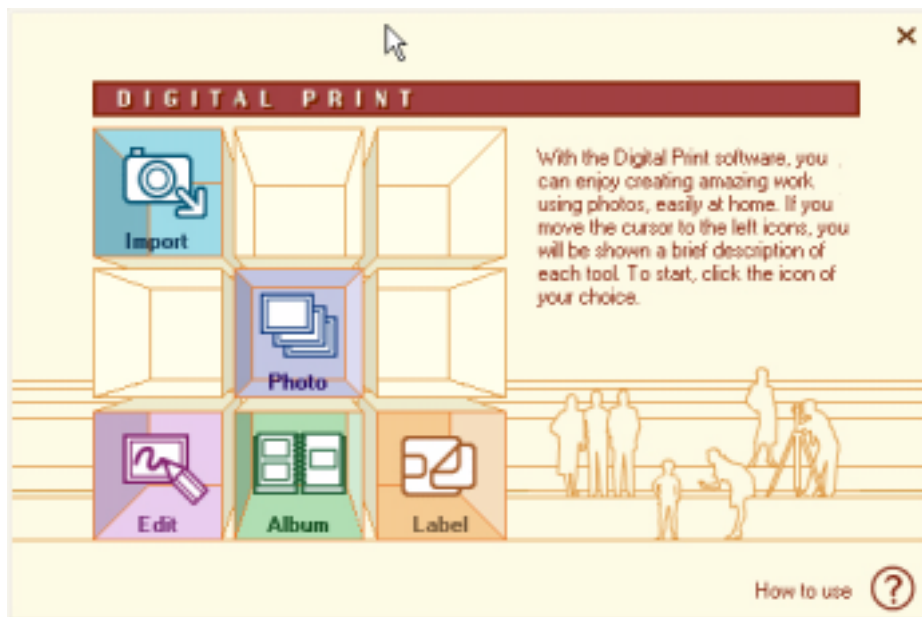 DIGITAL PRINT
Import
With the Digital Print software, you
can enjoy creating amazing work
using photos, easily at home. If you
move the cursor to the left icons, you
will be shown a brief description of
each tool. To start, click the icon of
your choice.
Photo
Edit
Album
Label
How to use
?